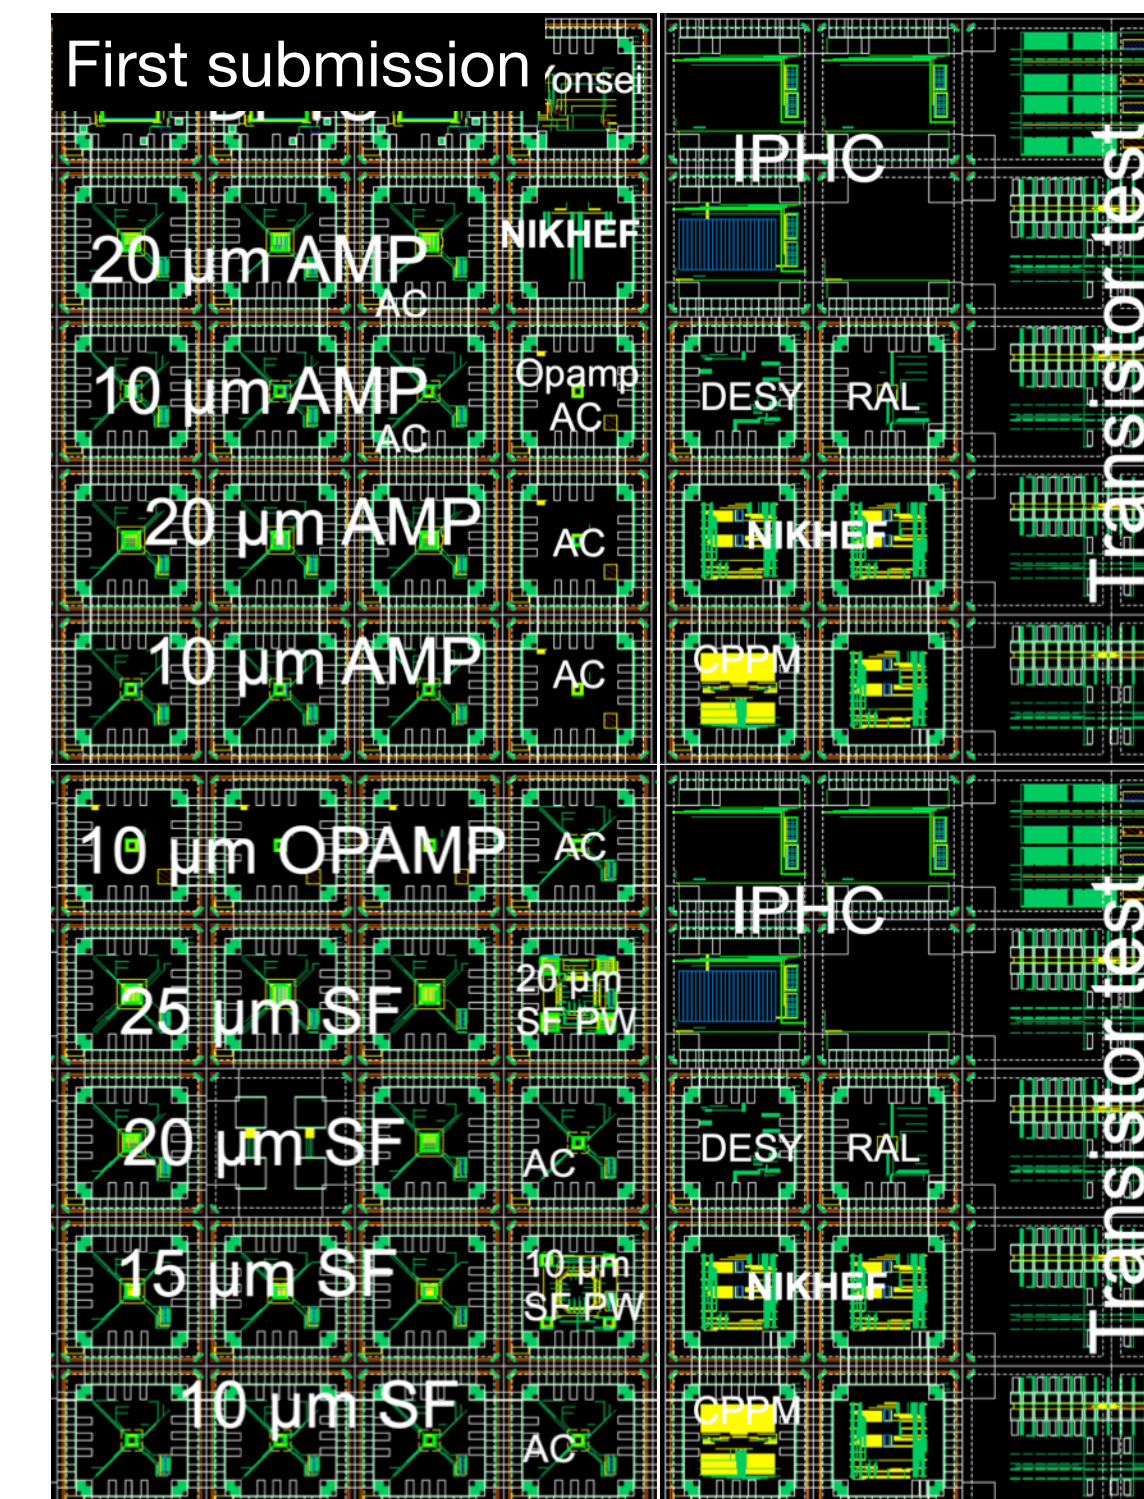 First submission
Yonsei
IPHC
20 µm AMP
AC
NIKHEF
10 µm AMP
AC
Opamp
AC
DESY
RAL
20 µm AMP
AC
NIKHEF
10 µm AMP
AC
CPPM
Transistor test
10 µm OPAMP
AC
IPHC
25 µm SF
20 µm
SF PW
20 µm SF
AC
DESY
RAL
15 µm SF
10 µm
SF PW
NIKHEF
10 µm SF
AC
CPPM
Transistor test